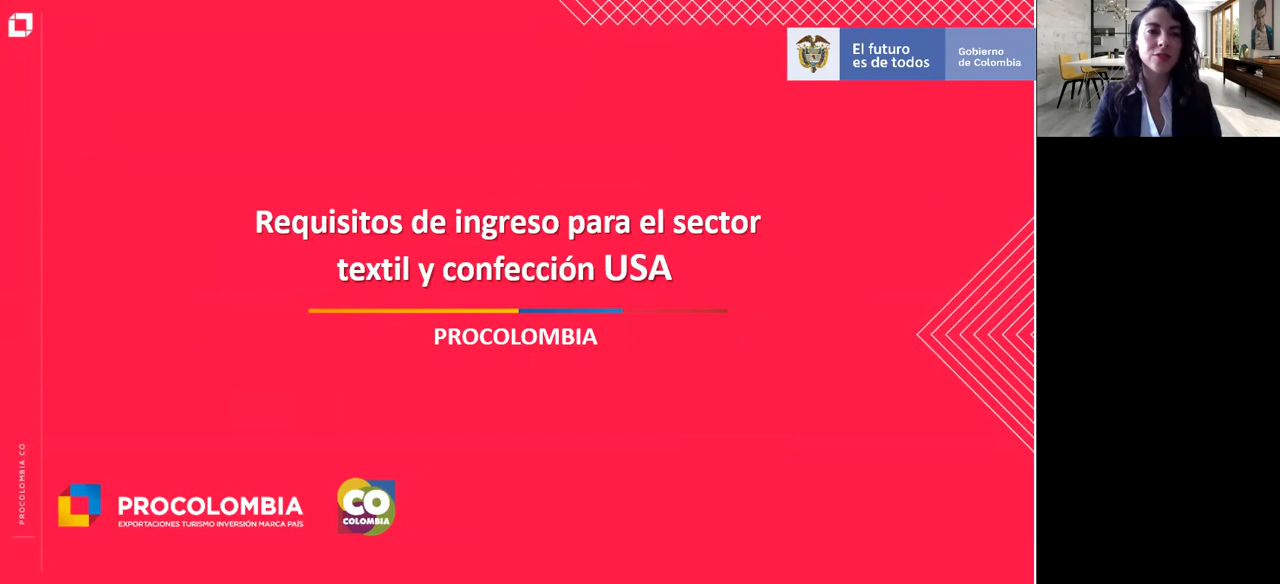 El futuro
es de todos
Gobierno
de Colombia
Requisitos de ingreso para el sector
textil y confección USA
PROCOLOMBIA
PROCOLOMBIA.CO
PROCOLOMBIA
EXPORTACIONES TURISMO INVERSIÓN MARCA PAÍS
CO
COLOMBIA